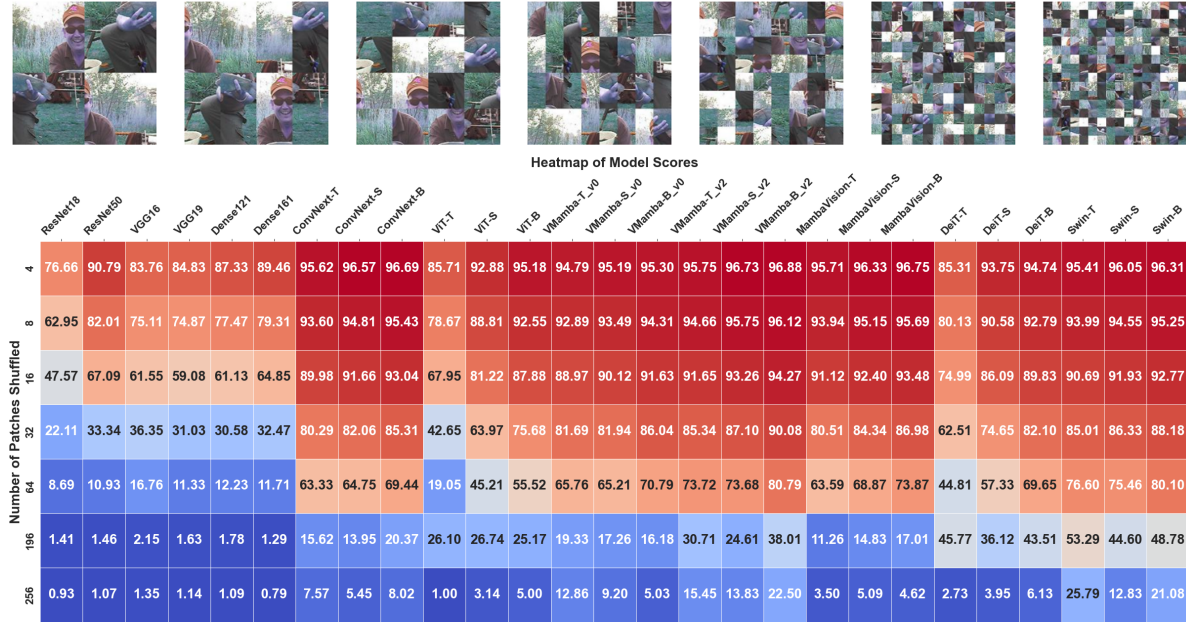 Heatmap of Model Scores
ResNet18 ResNet50 VGG16 VGG19 Dense121 Dense161 ConvNext-T ConvNext-S ConvNext-B ViT-T ViT-S ViT-B VMamba-T_v0 VMamba-S_v0 VMamba-B_v0 VMamba-T_v2 VMamba-S_v2 VMamba-B_v2 MambaVision-T MambaVision-S MambaVision-B DeiT-T DeiT-S DeiT-B Swin-T Swin-S Swin-B
Number of Patches Shuffled
4 76.66 90.79 83.76 84.83 87.33 89.46 95.62 96.57 96.69 85.71 92.88 95.18 94.79 95.19 95.30 95.75 96.73 96.88 95.71 96.33 96.75 85.31 93.75 94.74 95.41 96.05 96.31
8 62.95 82.01 75.11 74.87 77.47 79.31 93.60 94.81 95.43 78.67 88.81 92.55 92.89 93.49 94.31 94.66 95.75 96.12 93.94 95.15 95.69 80.13 90.58 92.79 93.99 94.55 95.25
16 47.57 67.09 61.55 59.08 61.13 64.85 89.98 91.66 93.04 67.95 81.22 87.88 88.97 90.12 91.63 91.65 93.26 94.27 91.12 92.40 93.48 74.99 86.09 89.83 90.69 91.93 92.77
32 22.11 33.34 36.35 31.03 30.58 32.47 80.29 82.06 85.31 42.65 63.97 75.68 81.69 81.94 86.04 85.34 87.10 90.08 80.51 84.34 86.98 62.51 74.65 82.10 85.01 86.33 88.18
64 8.69 10.93 16.76 11.33 12.23 11.71 63.33 64.75 69.44 19.05 45.21 55.52 65.76 65.21 70.79 73.72 73.68 80.79 63.59 68.87 73.87 44.81 57.33 69.65 76.60 75.46 80.10
196 1.41 1.46 2.15 1.63 1.78 1.29 15.62 13.95 20.37 26.10 26.74 25.17 19.33 17.26 16.18 30.71 24.61 38.01 11.26 14.83 17.01 45.77 36.12 43.51 53.29 44.60 48.78
256 0.93 1.07 1.35 1.14 1.09 0.79 7.57 5.45 8.02 1.00 3.14 5.00 12.86 9.20 5.03 15.45 13.83 22.50 3.50 5.09 4.62 2.73 3.95 6.13 25.79 12.83 21.08